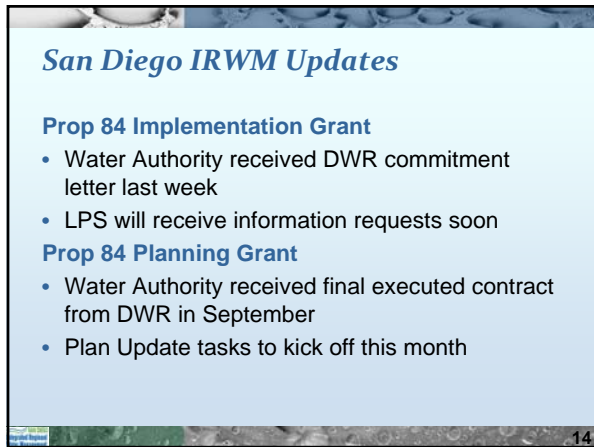 San Diego IRWM Updates
Prop 84 Implementation Grant
• Water Authority received DWR commitment
letter last week
• LPS will receive information requests soon
Prop 84 Planning Grant
• Water Authority received final executed contract
from DWR in September
• Plan Update tasks to kick off this month
14